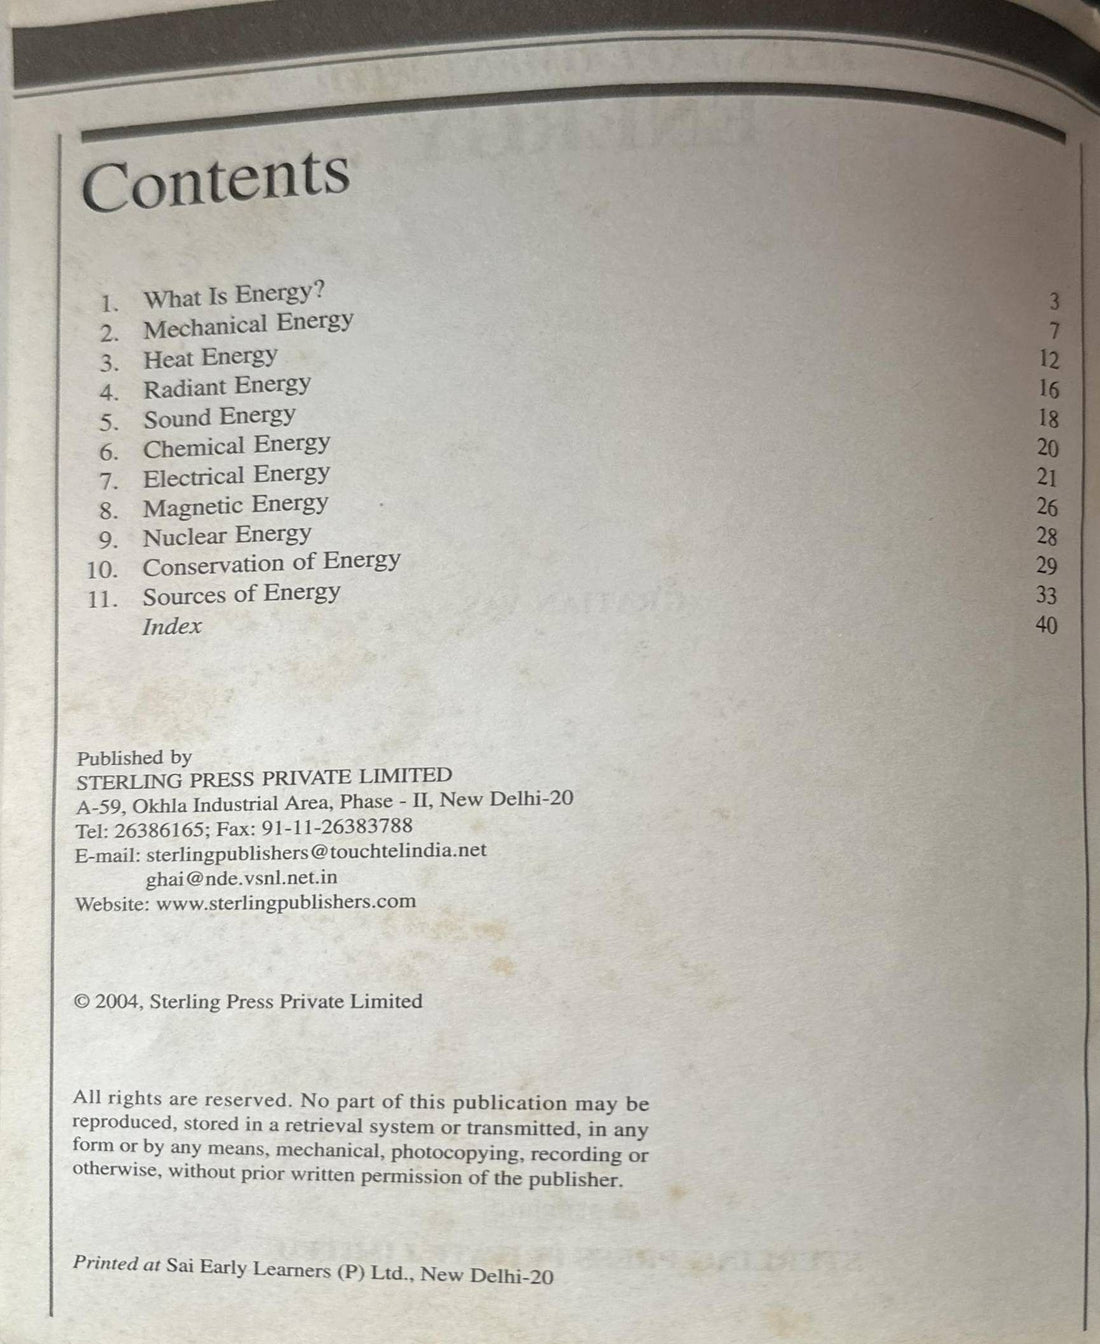 Contents
1. What Is Energy? 3
2. Mechanical Energy 7
3. Heat Energy 12
4. Radiant Energy 16
5. Sound Energy 18
6. Chemical Energy 20
7. Electrical Energy 21
8. Magnetic Energy 26
9. Nuclear Energy 28
10. Conservation of Energy 29
11. Sources of Energy 33
Index 40
Published by
STERLING PRESS PRIVATE LIMITED
A-59, Okhla Industrial Area, Phase - II, New Delhi-20
Tel: 26386165; Fax: 91-11-26383788
E-mail: sterlingpublishers@touchtelindia.net
ghai@nde.vsnl.net.in
Website: www.sterlingpublishers.com
© 2004, Sterling Press Private Limited
All rights are reserved. No part of this publication may be
reproduced, stored in a retrieval system or transmitted, in any
form or by any means, mechanical, photocopying, recording or
otherwise, without prior written permission of the publisher.
Printed at Sai Early Learners (P) Ltd., New Delhi-20